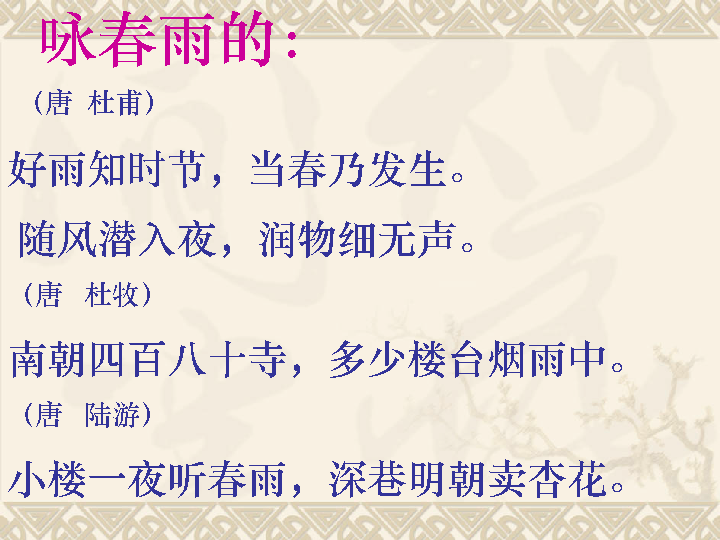 咏春雨的:
（唐 杜甫）
好雨知时节，当春乃发生。
随风潜入夜，润物细无声。
（唐 杜牧）
南朝四百八十寺，多少楼台烟雨中。
（唐 陆游）
小楼一夜听春雨，深巷明朝卖杏花。